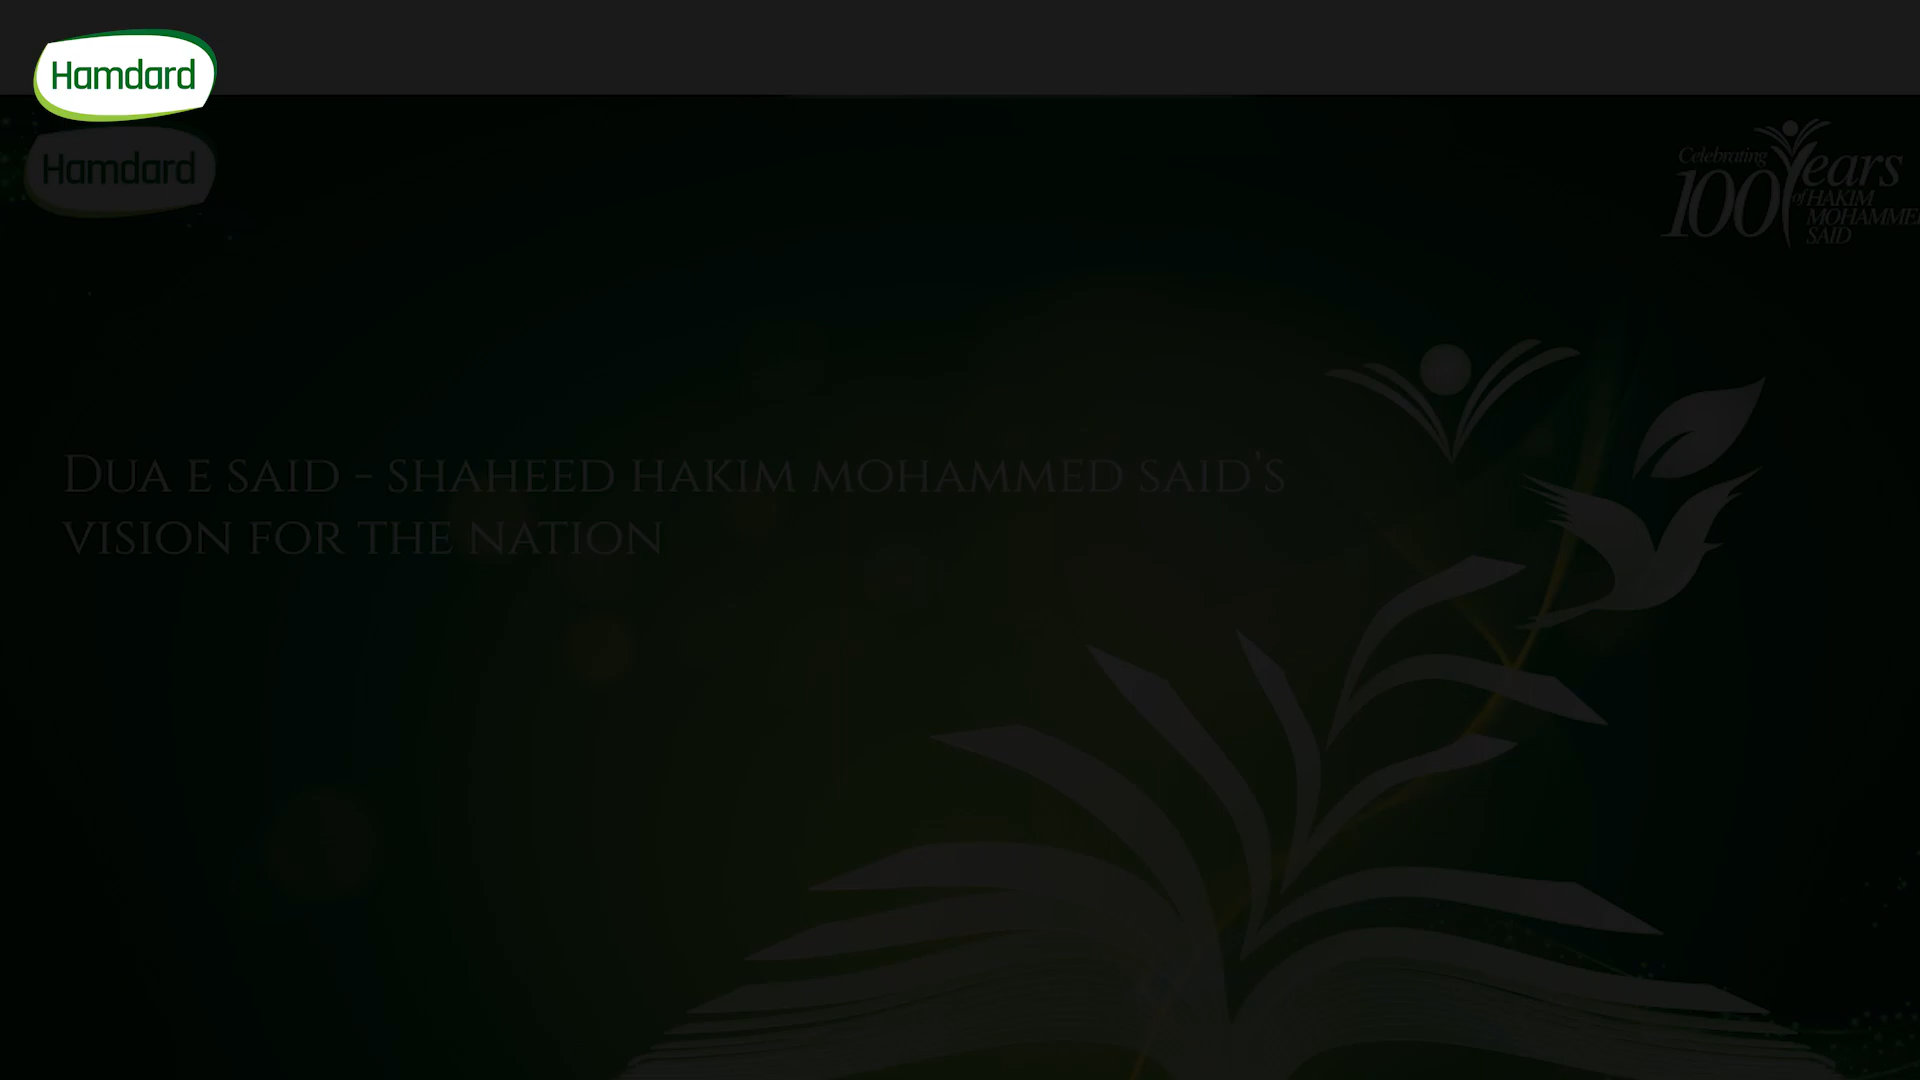 Hamdard
Hamdard
Celebrating
100 Years
of HAKIM
MOHAMMED
SAID
DUA E SAID - SHAHEED HAKIM MOHAMMED SAID'S
VISION FOR THE NATION